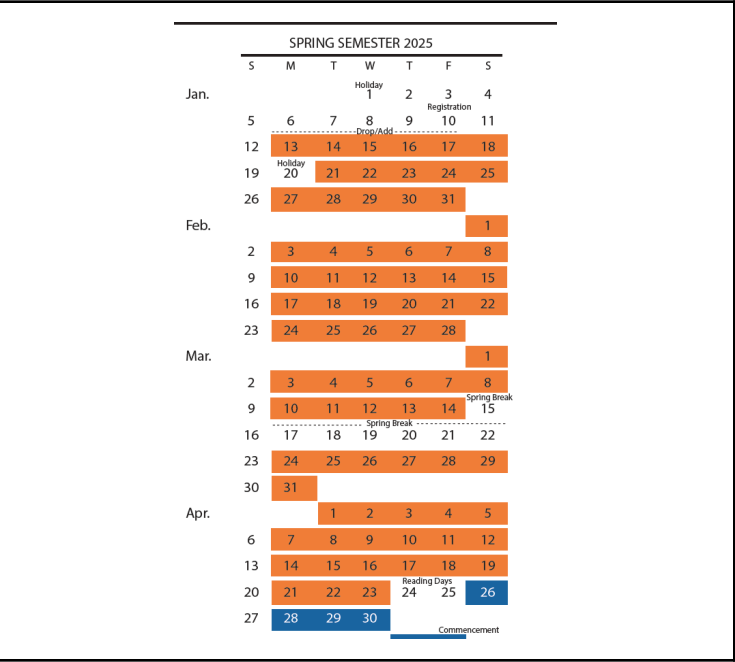 SPRING SEMESTER 2025
S M T W T F S
Holiday
Jan. 1 2 3 4
Registration
5 6 7 8 9 10 11
Drop/Add
12 13 14 15 16 17 18
Holiday
19 20 21 22 23 24 25
26 27 28 29 30 31
Feb. 1
2 3 4 5 6 7 8
9 10 11 12 13 14 15
16 17 18 19 20 21 22
23 24 25 26 27 28
Mar. 1
2 3 4 5 6 7 8
Spring Break
9 10 11 12 13 14 15
Spring Break
16 17 18 19 20 21 22
23 24 25 26 27 28 29
30 31
Apr. 1 2 3 4 5
6 7 8 9 10 11 12
13 14 15 16 17 18 19
Reading Days
20 21 22 23 24 25 26
27 28 29 30
Commencement